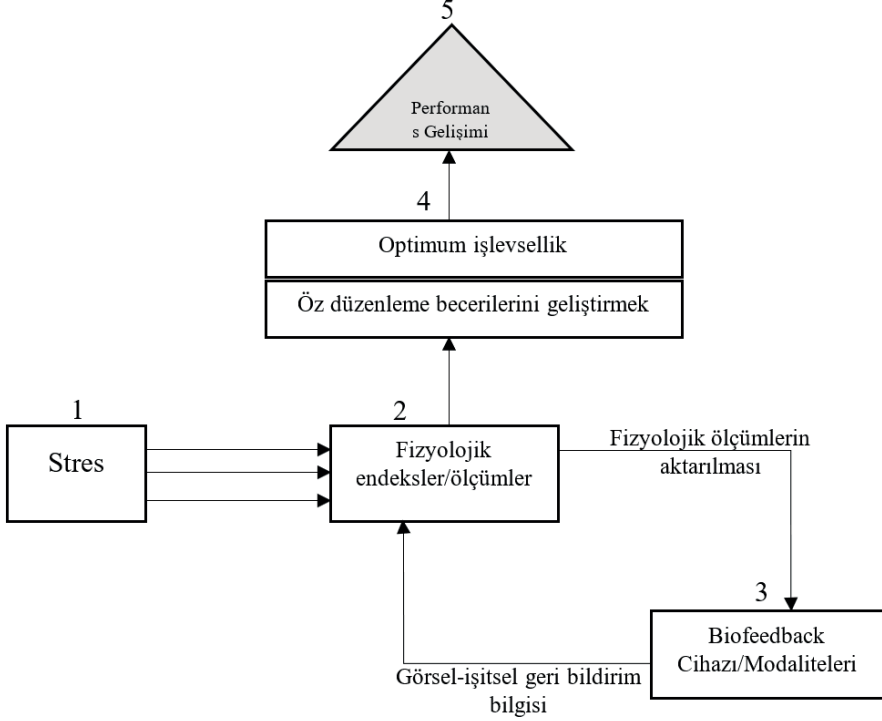 5
Performan
s Gelişimi
4
Optimum işlevsellik
Öz düzenleme becerilerini geliştirmek
1
Stres
2
Fizyolojik
endeksler/ölçümler
Fizyolojik ölçümlerin
aktarılması
3
Biofeedback
Cihazı/Modaliteleri
Görsel-işitsel geri bildirim
bilgisi